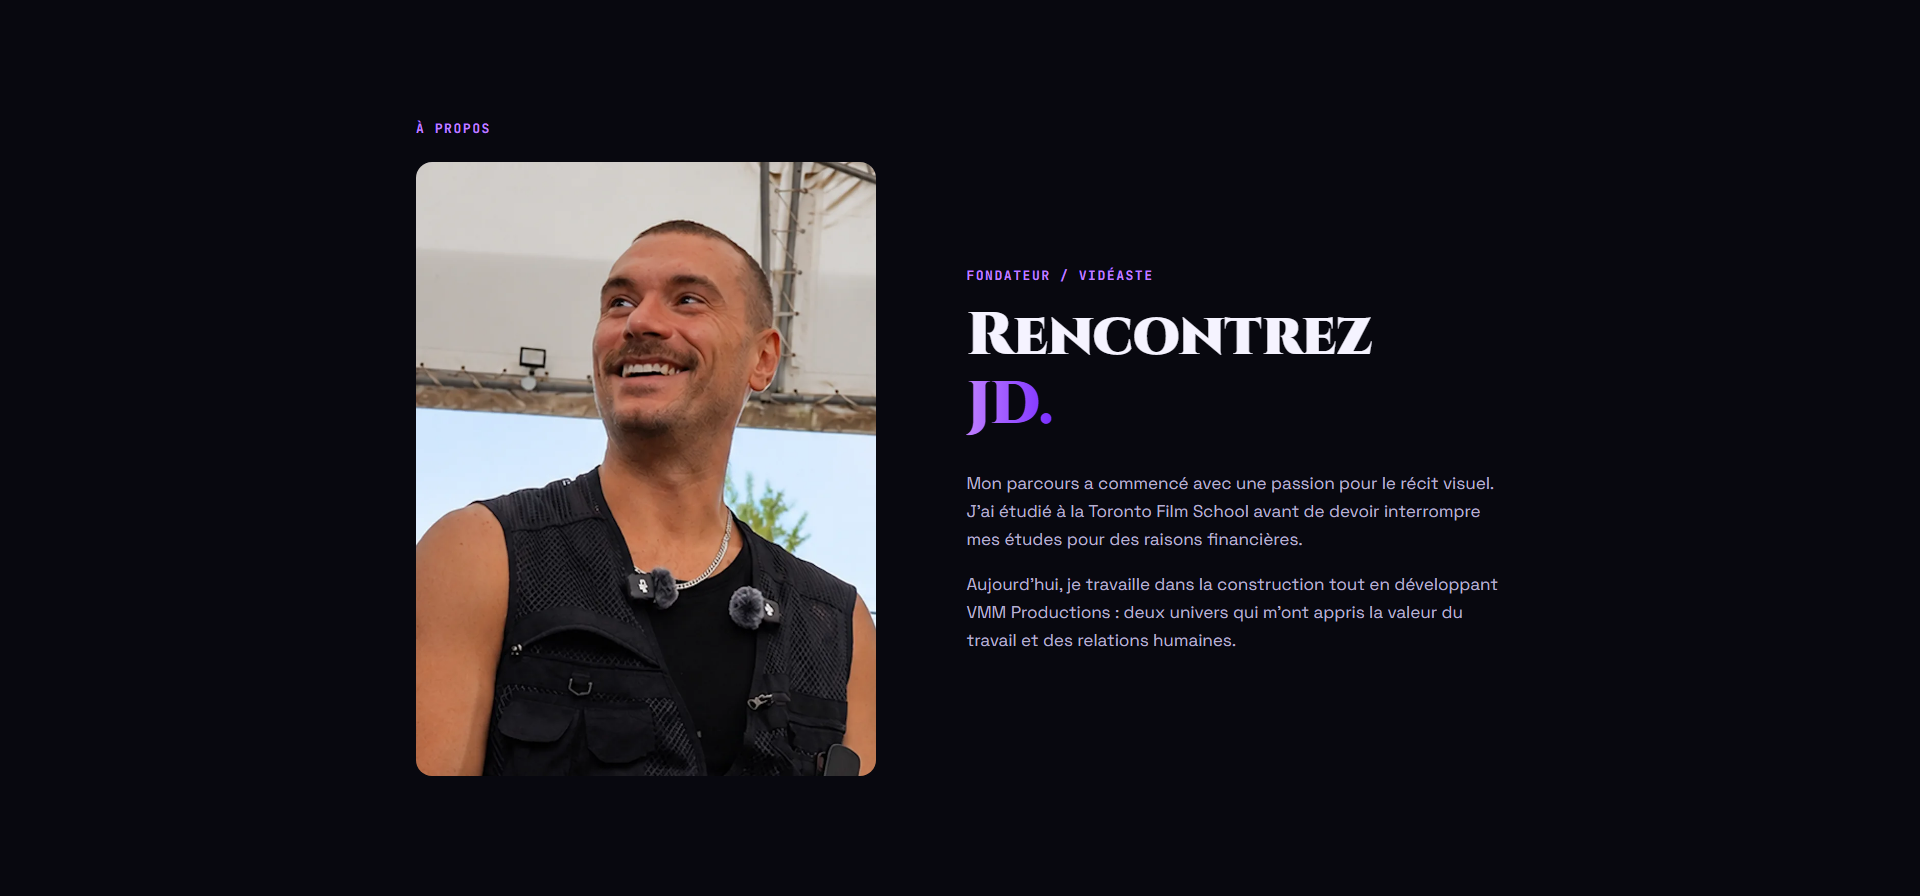 À PROPOS
FONDATEUR / VIDÉASTE
RENCONTREZ
JD.
Mon parcours a commencé avec une passion pour le récit visuel.
J’ai étudié à la Toronto Film School avant de devoir interrompre
mes études pour des raisons financières.
Aujourd’hui, je travaille dans la construction tout en développant
VMM Productions : deux univers qui m’ont appris la valeur du
travail et des relations humaines.